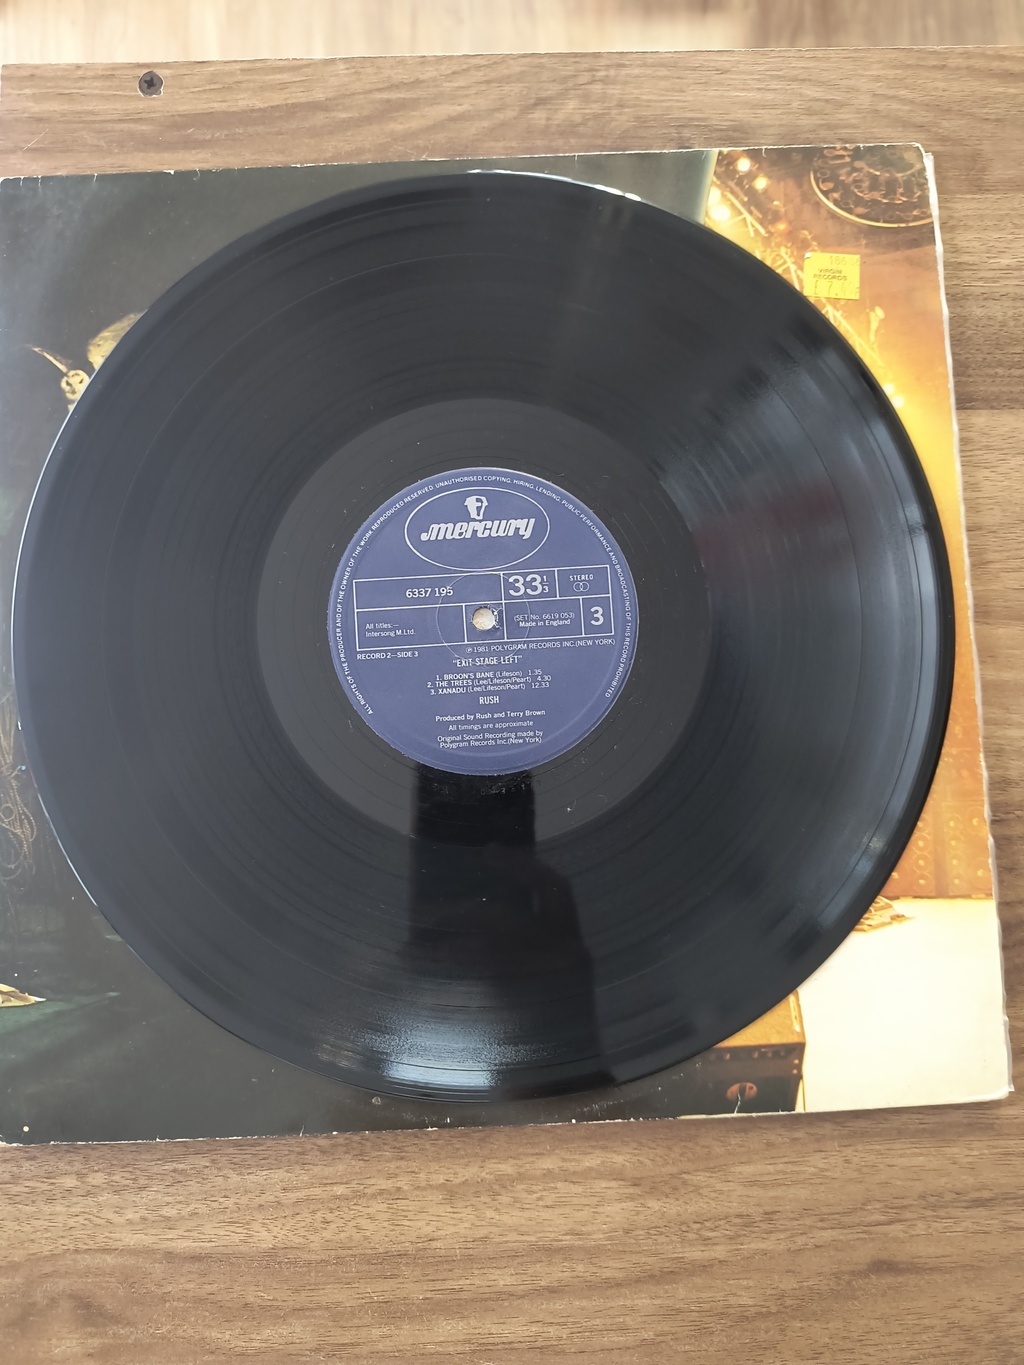 166
VIRGIN
RECORDS
£ 7.
ALL RIGHTS OF THE PRODUCER AND OF THE OWNER OF THE WORK REPRODUCED RESERVED. UNAUTHORISED COPYING, HIRING, LENDING, PUBLIC PERFORMANCE AND BROADCASTING OF THIS RECORD PROHIBITED
mercury
6337 195
33 1/3
STEREO
All titles:—
Intersong M.Ltd.
(SET No. 6619 053)
Made in England
3
RECORD 2—SIDE 3
℗ 1981 POLYGRAM RECORDS INC.(NEW YORK)
"EXIT-STAGE-LEFT"
1. BROON'S BANE (Lifeson) 1.35
2. THE TREES (Lee/Lifeson/Peart) 4.30
3. XANADU (Lee/Lifeson/Peart) 12.33
RUSH
Produced by Rush and Terry Brown
All timings are approximate
Original Sound Recording made by
Polygram Records Inc.(New York)